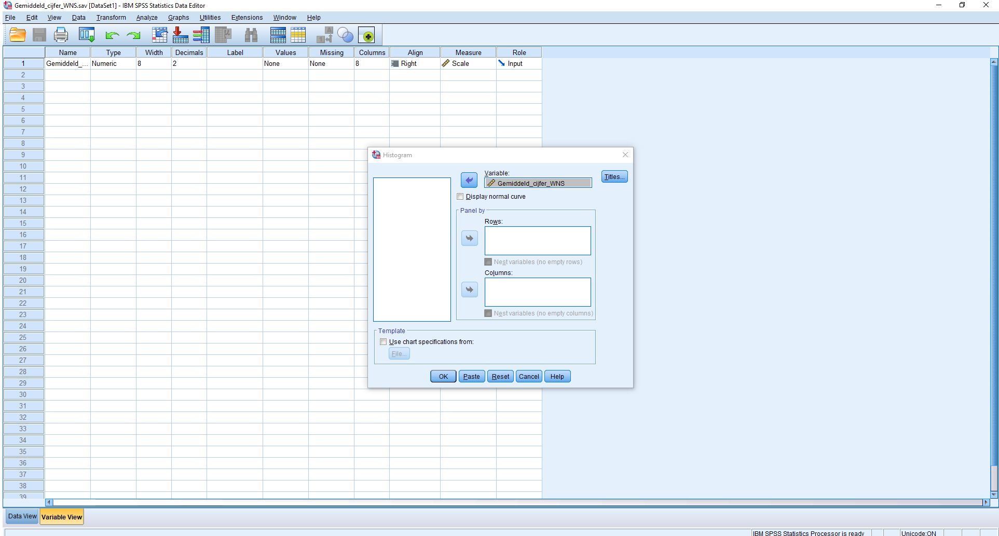 Gemiddeld_cijfer_WNS.sav [DataSet1] - IBM SPSS Statistics Data Editor
File Edit View Data Transform Analyze Graphs Utilities Extensions Window Help
Name Type Width Decimals Label Values Missing Columns Align Measure Role
1 Gemiddeld_... Numeric 8 2 None None 8 Right Scale Input
2
3
4
5
6
7
8
9
10
11
12
13
14
15
16
17
18
19
20
21
22
23
24
25
26
27
28
29
30
31
32
33
34
35
36
37
38
39
Histogram
Variable:
Gemiddeld_cijfer_WNS
Titles...
Display normal curve
Panel by
Rows:
Nest variables (no empty rows)
Columns:
Nest variables (no empty columns)
Template
Use chart specifications from:
File...
OK Paste Reset Cancel Help
Data View Variable View
IBM SPSS Statistics Processor is ready Unicode:ON